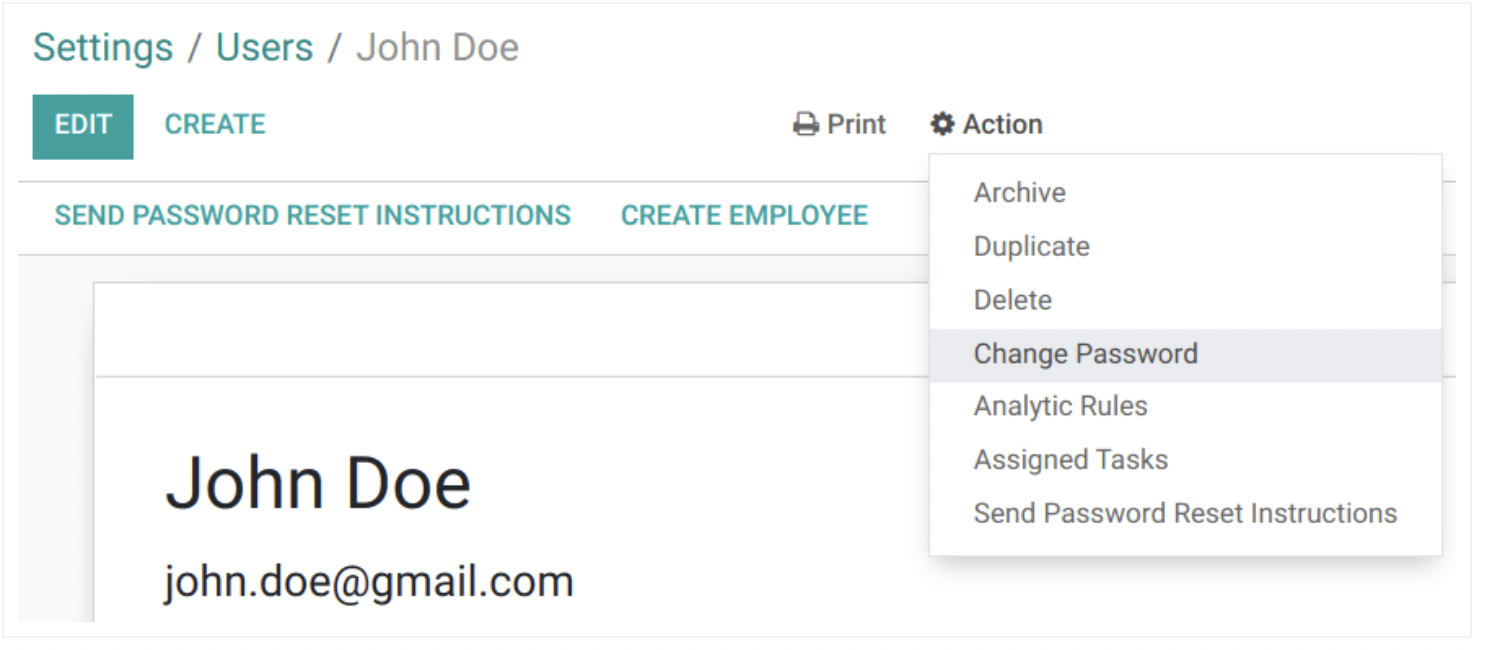 Settings / Users / John Doe
EDIT CREATE Print Action
SEND PASSWORD RESET INSTRUCTIONS CREATE EMPLOYEE
Archive
Duplicate
Delete
Change Password
Analytic Rules
Assigned Tasks
Send Password Reset Instructions
John Doe
john.doe@gmail.com